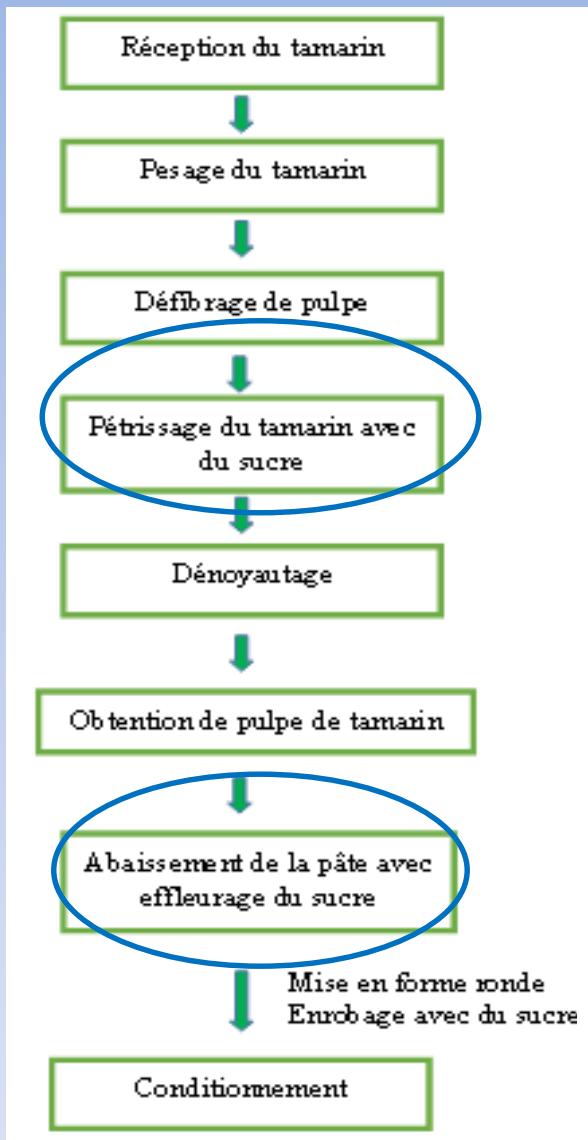 Réception du tamarin
Pesage du tamarin
Défibrage de pulpe
Pétrissage du tamarin avec
du sucre
Dénoyautage
Obtention de pulpe de tamarin
Abaissement de la pâte avec
effleurage du sucre
Mise en forme ronde
Enrobage avec du sucre
Conditionnement